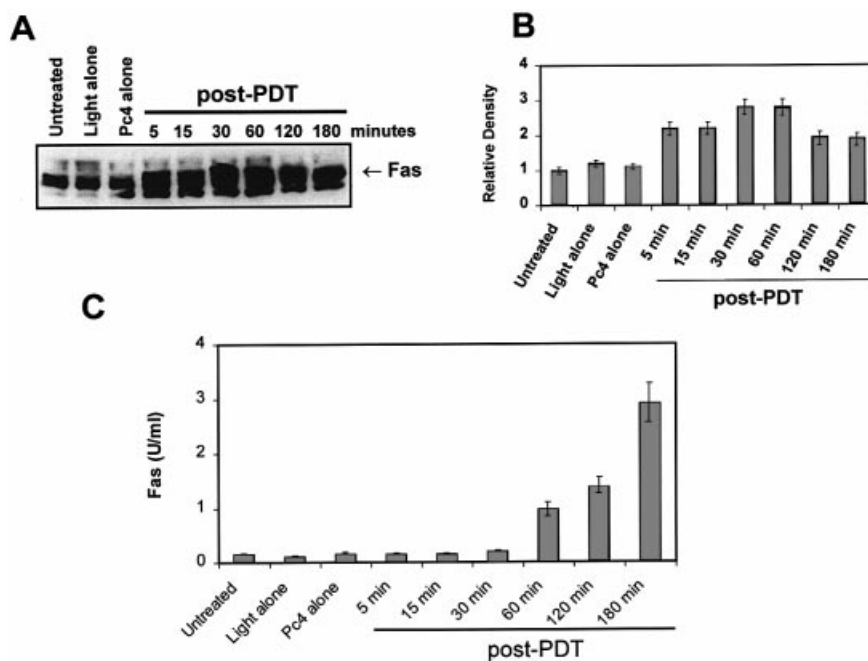 A
Untreated
Light alone
Pc4 alone
post-PDT
5 15 30 60 120 180 minutes
← Fas
B
Relative Density
4
3
2
1
0
Untreated
Light alone
Pc4 alone
5 min
15 min
30 min
60 min
120 min
180 min
post-PDT
C
Fas (U/ml)
4
3
2
1
0
Untreated
Light alone
Pc4 alone
5 min
15 min
30 min
60 min
120 min
180 min
post-PDT